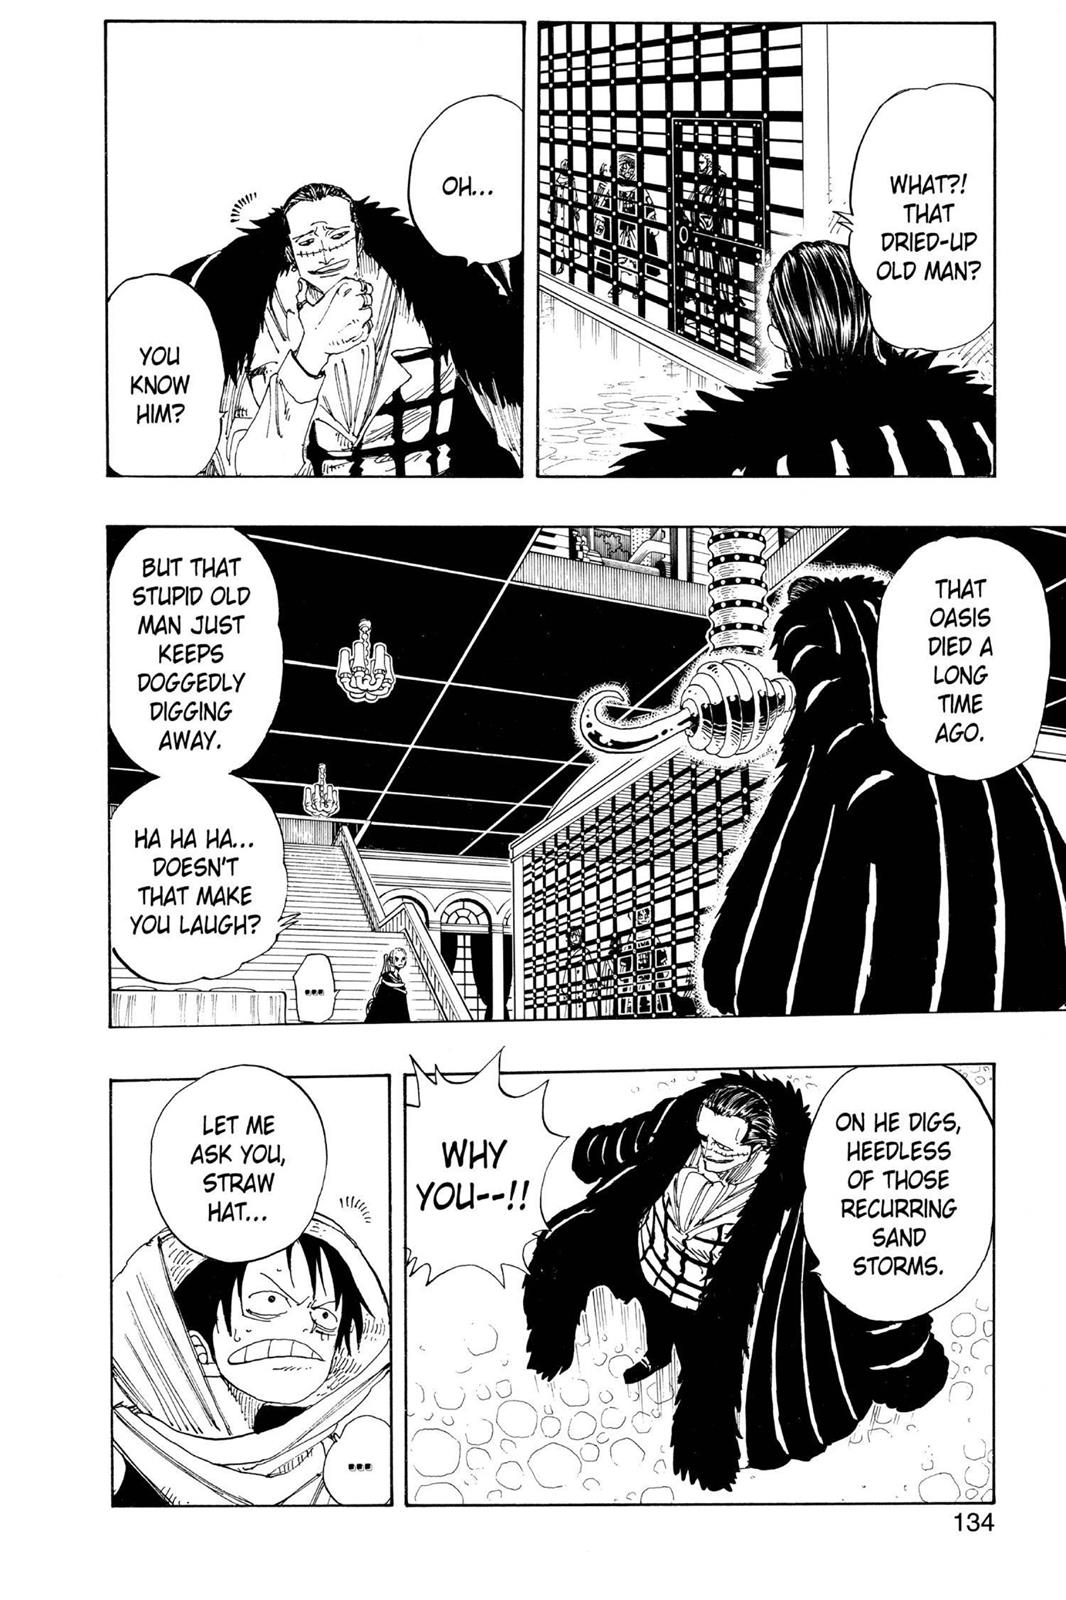 WHAT?!
THAT
DRIED-UP
OLD MAN?
OH...
YOU
KNOW
HIM?
THAT
OASIS
DIED A
LONG
TIME
AGO.
BUT THAT
STUPID OLD
MAN JUST
KEEPS
DOGGEDLY
DIGGING
AWAY.
HA HA HA...
DOESN'T
THAT MAKE
YOU LAUGH?
...
ON HE DIGS,
HEEDLESS
OF THOSE
RECURRING
SAND
STORMS.
WHY
YOU--!!
LET ME
ASK YOU,
STRAW
HAT...
...
134